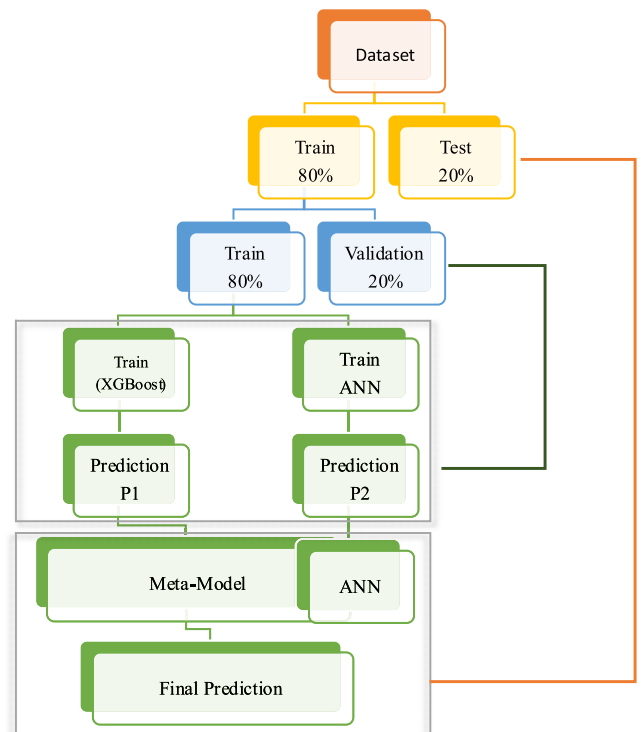 Dataset
Train
80%
Test
20%
Train
80%
Validation
20%
Train
(XGBoost)
Train
ANN
Prediction
P1
Prediction
P2
Meta-Model
ANN
Final Prediction